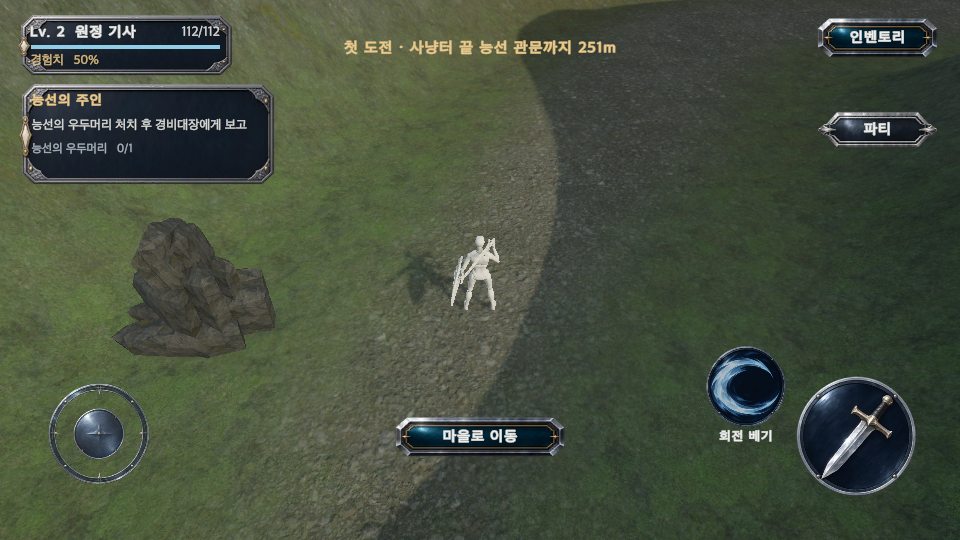 Lv. 2 원정 기사 112/112
경험치 50%
첫 도전 · 사냥터 끝 능선 관문까지 251m
인벤토리
능선의 주인
능선의 우두머리 처치 후 경비대장에게 보고
능선의 우두머리 0/1
파티
회전 베기
마을로 이동